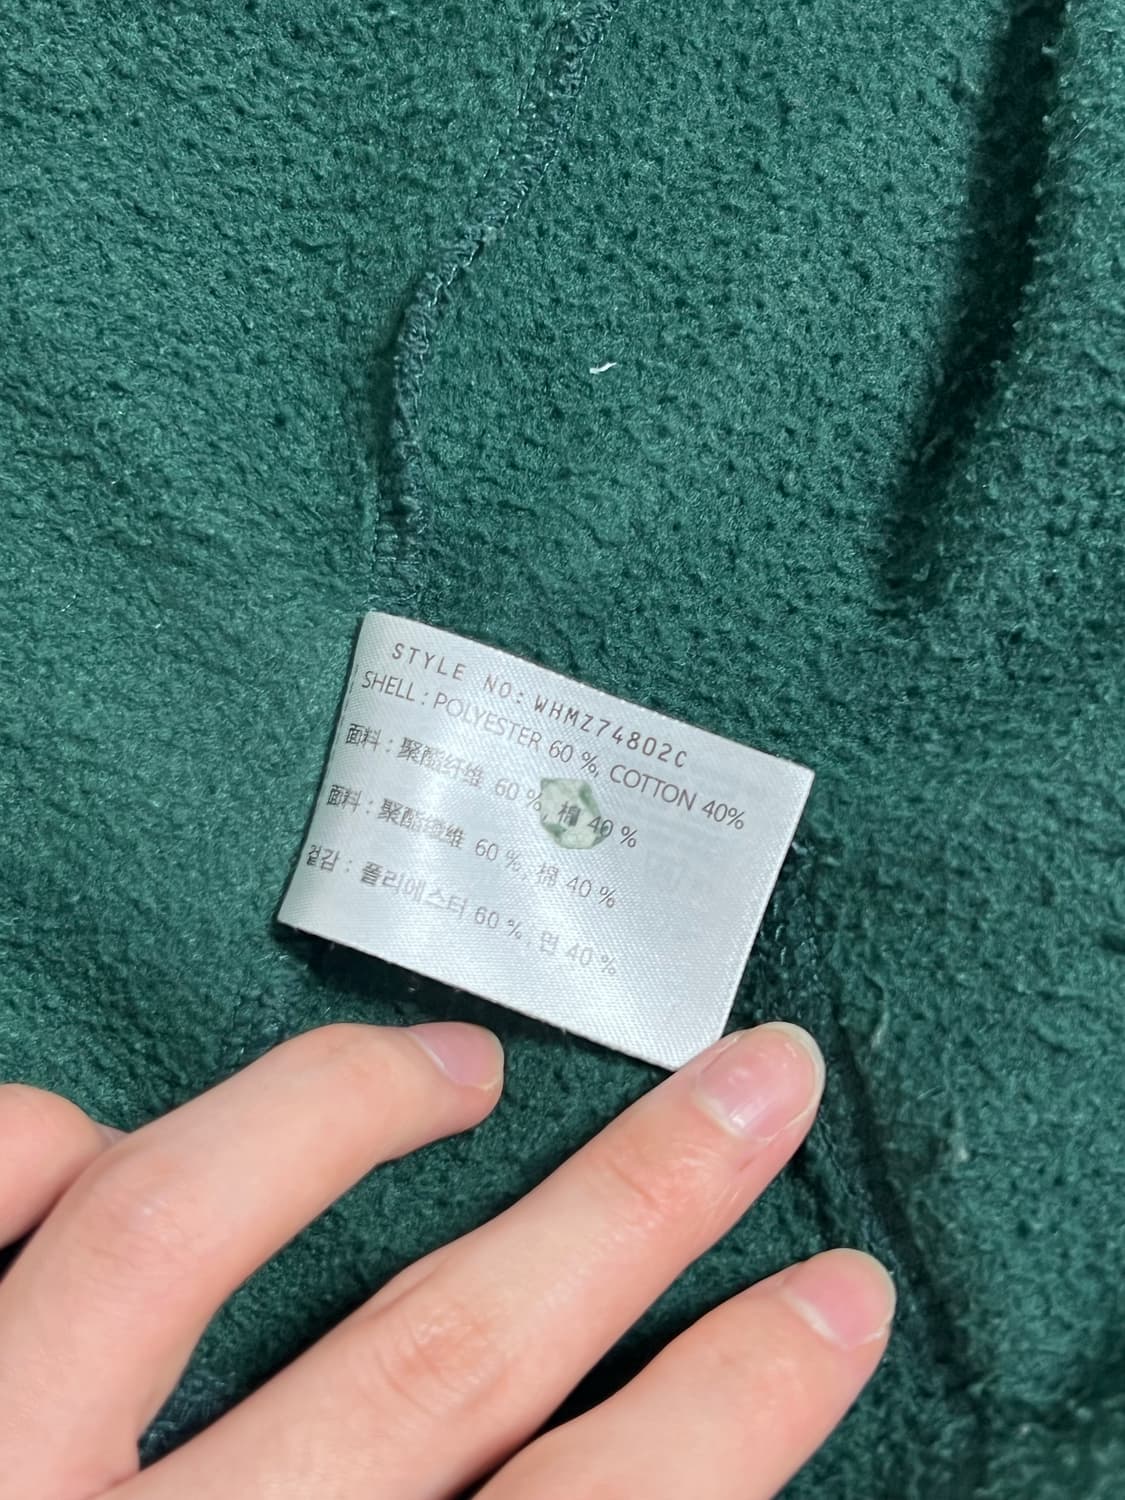 STYLE NO: WHMZ74802C
SHELL : POLYESTER 60 %, COTTON 40%
面料 : 聚酯纤维 60 %, 棉 40 %
面料 : 聚酯纖維 60 %, 棉 40 %
겉감 : 폴리에스터 60 %, 면 40 %